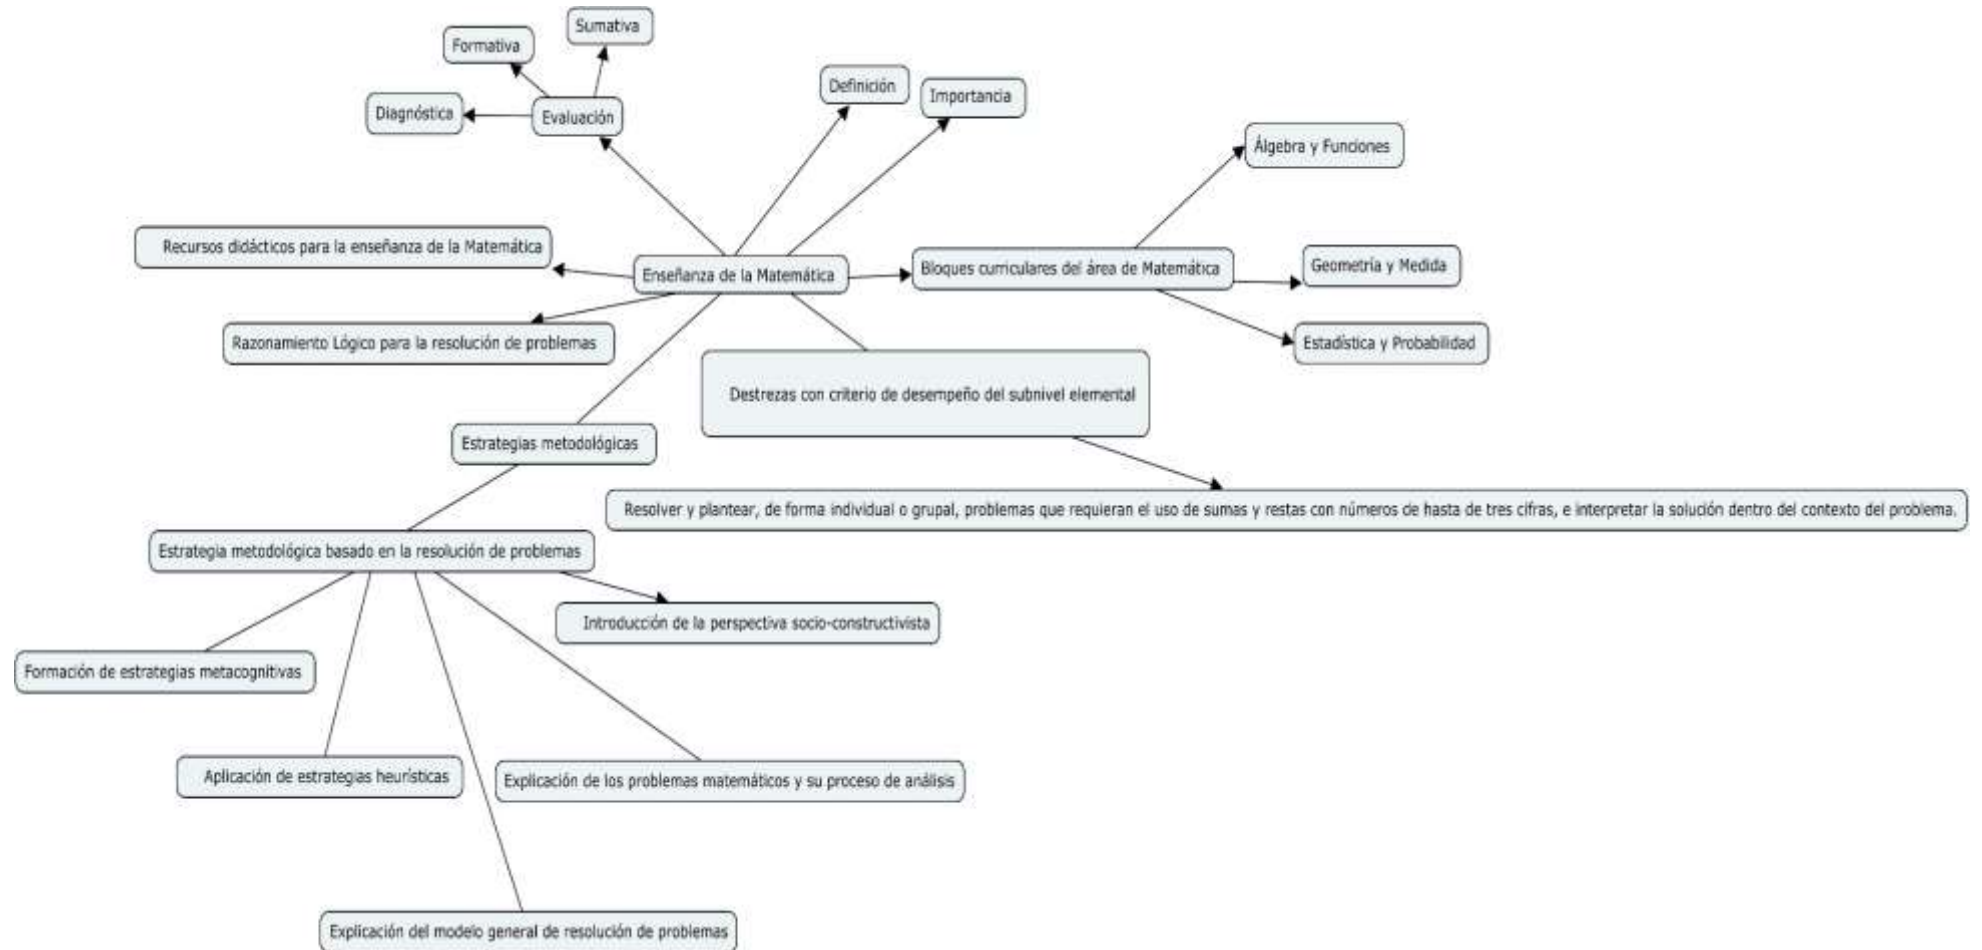 Sumativa
Formativa
Definición
Importancia
Diagnóstica
Evaluación
Álgebra y Funciones
Recursos didácticos para la enseñanza de la Matemática
Enseñanza de la Matemática
Bloques curriculares del área de Matemática
Geometría y Medida
Razonamiento Lógico para la resolución de problemas
Estadística y Probabilidad
Destrezas con criterio de desempeño del subnivel elemental
Estrategias metodológicas
Resolver y plantear, de forma individual o grupal, problemas que requieran el uso de sumas y restas con números de hasta de tres cifras, e interpretar la solución dentro del contexto del problema.
Estrategia metodológica basado en la resolución de problemas
Introducción de la perspectiva socio-constructivista
Formación de estrategias metacognitivas
Aplicación de estrategias heurísticas
Explicación de los problemas matemáticos y su proceso de análisis
Explicación del modelo general de resolución de problemas